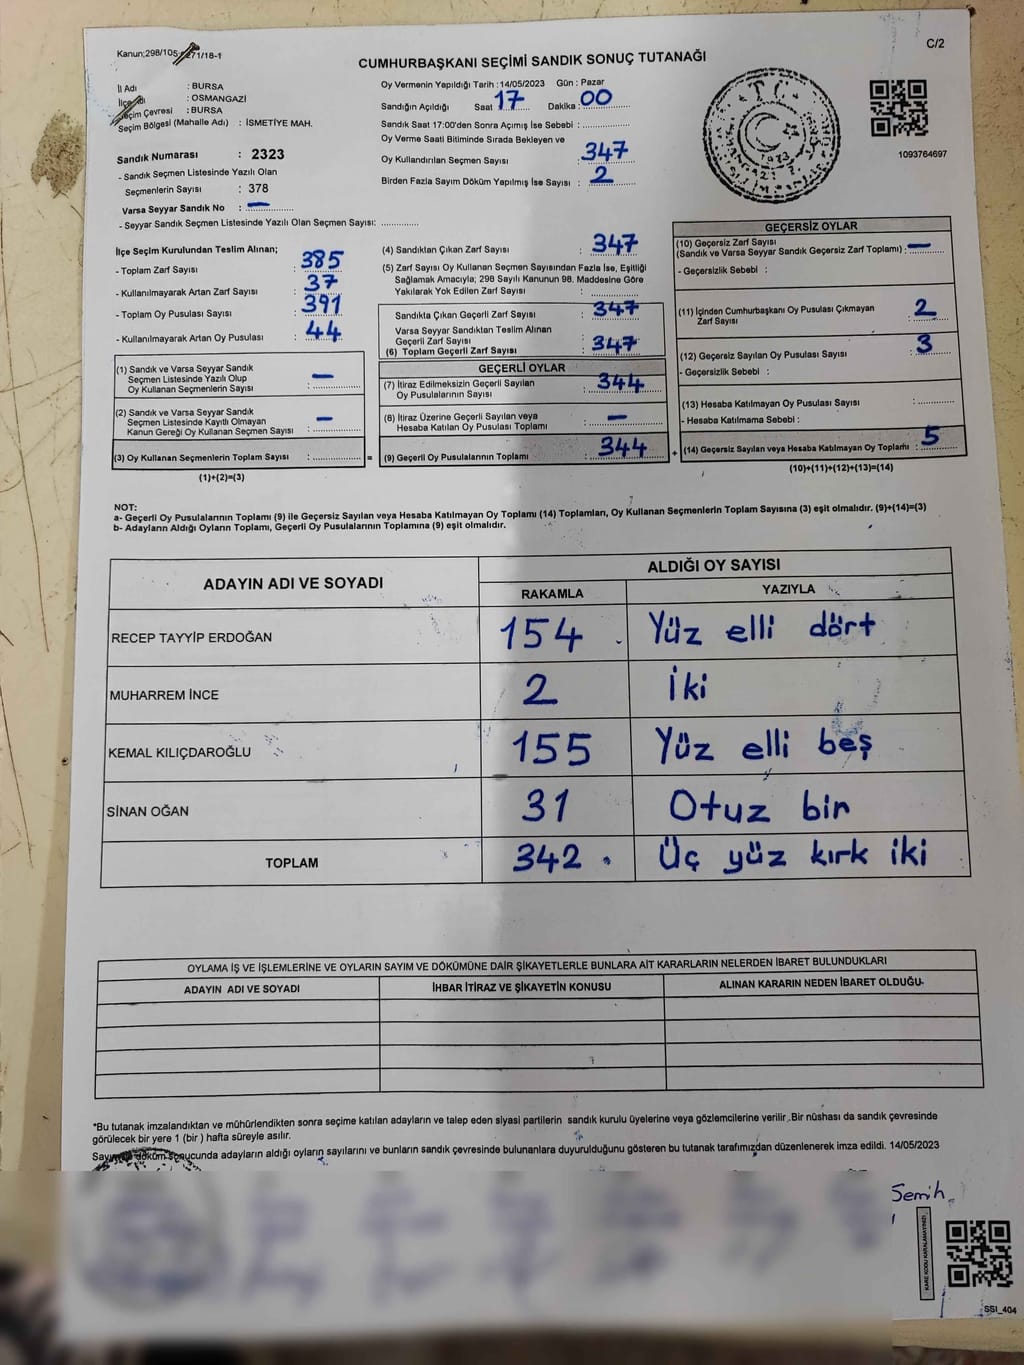 Kanun:298/105- 271/18-1
C/2
CUMHURBAŞKANI SEÇİMİ SANDIK SONUÇ TUTANAĞI
İl Adı : BURSA
İlçe Adı : OSMANGAZİ
Seçim Çevresi : BURSA
Seçim Bölgesi (Mahalle Adı) : İSMETİYE MAH.
Sandık Numarası : 2323
- Sandık Seçmen Listesinde Yazılı Olan
Seçmenlerin Sayısı : 378
Varsa Seyyar Sandık No : —
- Seyyar Sandık Seçmen Listesinde Yazılı Olan Seçmen Sayısı: ............
Oy Vermenin Yapıldığı Tarih : 14/05/2023 Gün : Pazar
Sandığın Açıldığı Saat 17 Dakika : 00
Sandık Saat 17:00'den Sonra Açımış İse Sebebi : ..............
Oy Verme Saati Bitiminde Sırada Bekleyen ve
Oy Kullandırılan Seçmen Sayısı : 347
Birden Fazla Sayım Döküm Yapılmış İse Sayısı : 2
1093764697
İlçe Seçim Kurulundan Teslim Alınan;
- Toplam Zarf Sayısı : 385
- Kullanılmayarak Artan Zarf Sayısı : 37
- Toplam Oy Pusulası Sayısı : 391
- Kullanılmayarak Artan Oy Pusulası : 44
(1) Sandık ve Varsa Seyyar Sandık
Seçmen Listesinde Yazılı Olup
Oy Kullanan Seçmenlerin Sayısı : —
(2) Sandık ve Varsa Seyyar Sandık
Seçmen Listesinde Kayıtlı Olmayan
Kanun Gereği Oy Kullanan Seçmen Sayısı : —
(3) Oy Kullanan Seçmenlerin Toplam Sayısı : .............. =
(1)+(2)=(3)
(4) Sandıktan Çıkan Zarf Sayısı : 347
(5) Zarf Sayısı Oy Kullanan Seçmen Sayısından Fazla İse, Eşitliği
Sağlamak Amacıyla; 298 Sayılı Kanunun 98. Maddesine Göre
Yakılarak Yok Edilen Zarf Sayısı : ..............
Sandıkta Çıkan Geçerli Zarf Sayısı : 347
Varsa Seyyar Sandıktan Teslim Alınan
Geçerli Zarf Sayısı
(6) Toplam Geçerli Zarf Sayısı : 347
GEÇERLİ OYLAR
(7) İtiraz Edilmeksizin Geçerli Sayılan
Oy Pusulalarının Sayısı : 344
(8) İtiraz Üzerine Geçerli Sayılan veya
Hesaba Katılan Oy Pusulası Toplamı : —
(9) Geçerli Oy Pusulalarının Toplamı : 344 +
GEÇERSİZ OYLAR
(10) Geçersiz Zarf Sayısı
(Sandık ve Varsa Seyyar Sandık Geçersiz Zarf Toplamı) : —
- Geçersizlik Sebebi :
(11) İçinden Cumhurbaşkanı Oy Pusulası Çıkmayan
Zarf Sayısı : 2
(12) Geçersiz Sayılan Oy Pusulası Sayısı : 3
- Geçersizlik Sebebi :
(13) Hesaba Katılmayan Oy Pusulası Sayısı : ............
- Hesaba Katılmama Sebebi :
(14) Geçersiz Sayılan veya Hesaba Katılmayan Oy Toplamı : 5
(10)+(11)+(12)+(13)=(14)
NOT:
a- Geçerli Oy Pusulalarının Toplamı (9) ile Geçersiz Sayılan veya Hesaba Katılmayan Oy Toplamı (14) Toplamları, Oy Kullanan Seçmenlerin Toplam Sayısına (3) eşit olmalıdır. (9)+(14)=(3)
b- Adayların Aldığı Oyların Toplamı, Geçerli Oy Pusulalarının Toplamına (9) eşit olmalıdır.
ADAYIN ADI VE SOYADI ALDIĞI OY SAYISI
RAKAMLA YAZIYLA
RECEP TAYYİP ERDOĞAN 154 Yüz elli dört
MUHARREM İNCE 2 İki
KEMAL KILIÇDAROĞLU 155 Yüz elli beş
SİNAN OĞAN 31 Otuz bir
TOPLAM 342 Üç yüz kırk iki
OYLAMA İŞ VE İŞLEMLERİNE VE OYLARIN SAYIM VE DÖKÜMÜNE DAİR ŞİKAYETLERLE BUNLARA AİT KARARLARIN NELERDEN İBARET BULUNDUKLARI
ADAYIN ADI VE SOYADI İHBAR İTİRAZ VE ŞİKAYETİN KONUSU ALINAN KARARIN NEDEN İBARET OLDUĞU
*Bu tutanak imzalandıktan ve mühürlendikten sonra seçime katılan adayların ve talep eden siyasi partilerin sandık kurulu üyelerine veya gözlemcilerine verilir. Bir nüshası da sandık çevresinde
görülecek bir yere 1 (bir ) hafta süreyle asılır.
Sayım ve döküm sonucunda adayların aldığı oyların sayılarını ve bunların sandık çevresinde bulunanlara duyurulduğunu gösteren bu tutanak tarafımızdan düzenlenerek imza edildi. 14/05/2023
Semih
SSI_404